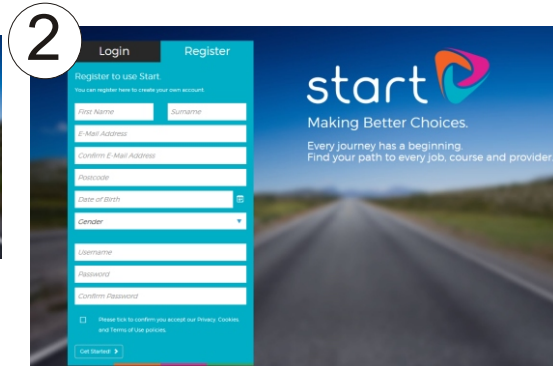 2
Login
Register
Register to use Start.
You can register here to create your own account.
First Name
Surname
E-Mail Address
Confirm E-Mail Address
Postcode
Date of Birth
Gender
Username
Password
Confirm Password
Please tick to confirm you accept our Privacy, Cookies
and Terms of Use policies.
Get Started!
start
Making Better Choices.
Every journey has a beginning.
Find your path to every job, course and provider.